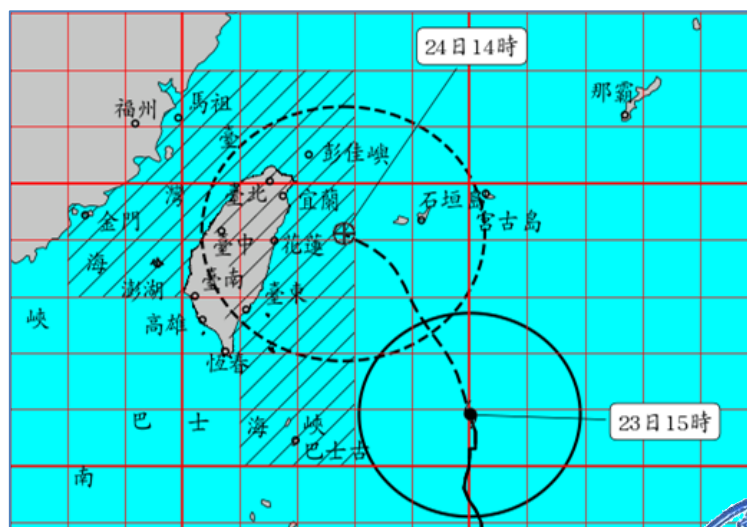 24日14時
那霸
馬祖
福州
臺
彭佳嶼
灣
臺北
宜蘭
石垣島
宮古島
金門
臺中
花蓮
海
澎湖
臺南
臺東
峽
高雄
恆春
巴士海峽
23日15時
巴士古
南